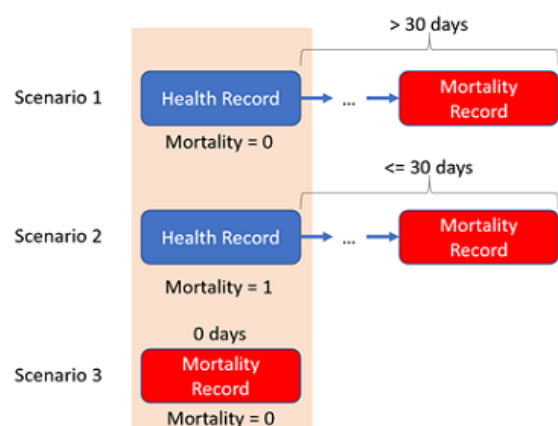 > 30 days
Scenario 1
Health Record
...
Mortality
Record
Mortality = 0
<= 30 days
Scenario 2
Health Record
...
Mortality
Record
Mortality = 1
0 days
Scenario 3
Mortality
Record
Mortality = 0